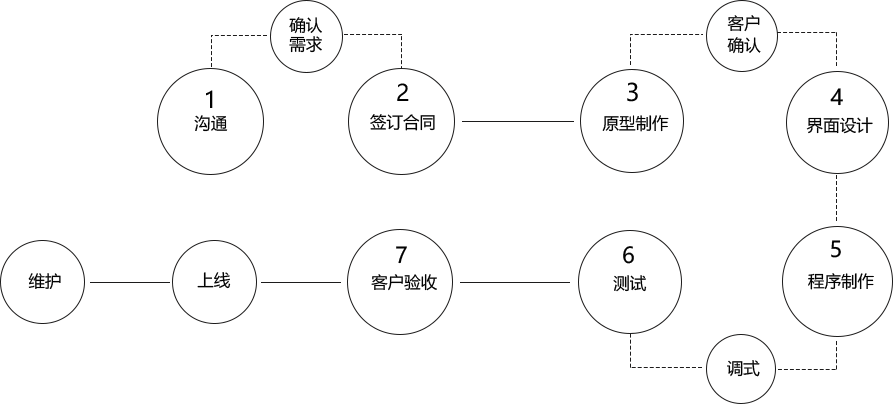 确认
需求
1
沟通
2
签订合同
3
原型制作
客户
确认
4
界面设计
5
程序制作
调式
6
测试
7
客户验收
上线
维护